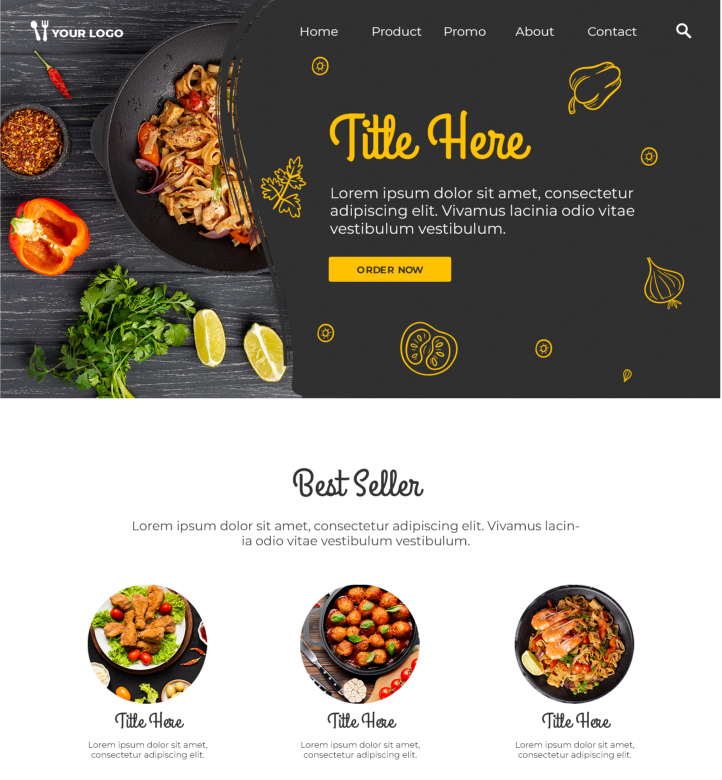 YOUR LOGO
Home Product Promo About Contact
Title Here
Lorem ipsum dolor sit amet, consectetur
adipiscing elit. Vivamus lacinia odio vitae
vestibulum vestibulum.
ORDER NOW
Best Seller
Lorem ipsum dolor sit amet, consectetur adipiscing elit. Vivamus lacin-
ia odio vitae vestibulum vestibulum.
Title Here
Lorem ipsum dolor sit amet,
consectetur adipiscing elit.
Title Here
Lorem ipsum dolor sit amet,
consectetur adipiscing elit.
Title Here
Lorem ipsum dolor sit amet,
consectetur adipiscing elit.